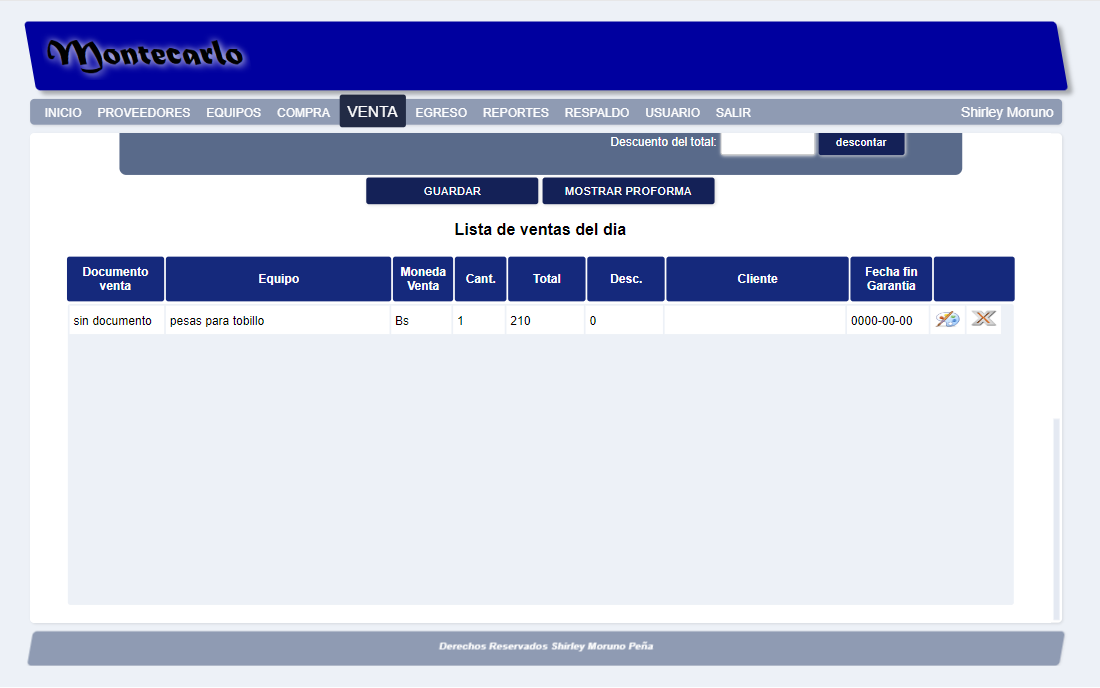 Montecarlo
INICIO PROVEEDORES EQUIPOS COMPRA VENTA EGRESO REPORTES RESPALDO USUARIO SALIR Shirley Moruno
Descuento del total: descontar
GUARDAR MOSTRAR PROFORMA
Lista de ventas del dia
Documento venta Equipo Moneda Venta Cant. Total Desc. Cliente Fecha fin Garantia
sin documento pesas para tobillo Bs 1 210 0 0000-00-00
Derechos Reservados Shirley Moruno Peña